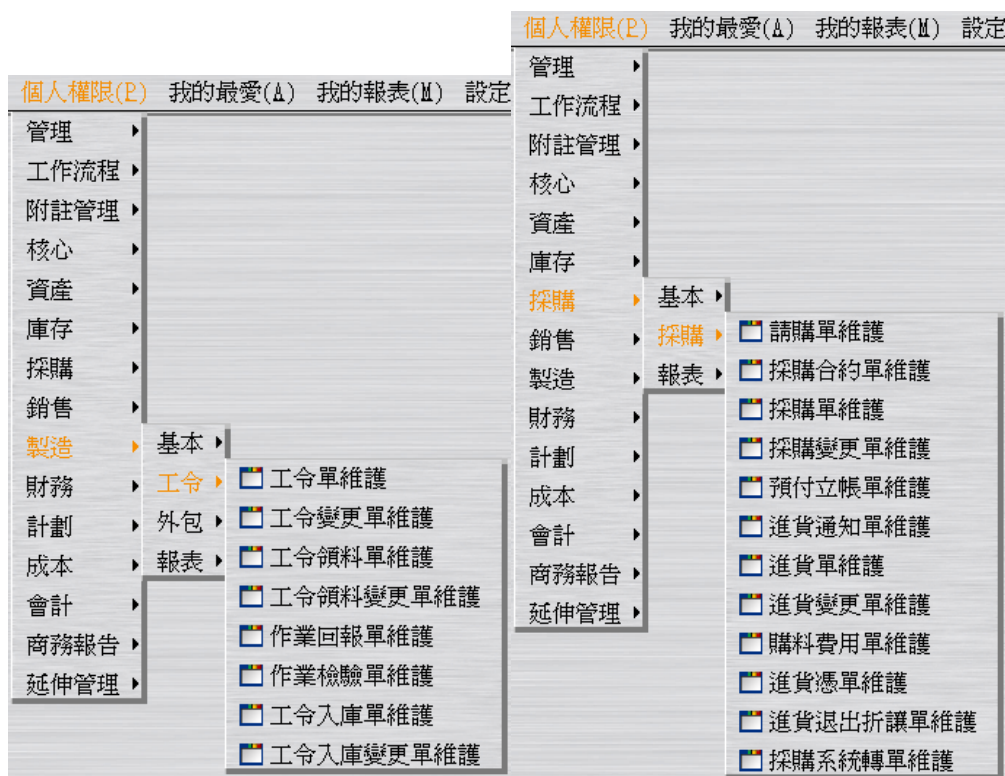 個人權限(P) 我的最愛(A) 我的報表(M) 設定
管理
工作流程
附註管理
核心
資產
庫存
採購
銷售
製造
財務
計劃
成本
會計
商務報告
延伸管理
基本
工令
外包
報表
工令單維護
工令變更單維護
工令領料單維護
工令領料變更單維護
作業回報單維護
作業檢驗單維護
工令入庫單維護
工令入庫變更單維護
個人權限(P) 我的最愛(A) 我的報表(M) 設定
管理
工作流程
附註管理
核心
資產
庫存
採購
銷售
製造
財務
計劃
成本
會計
商務報告
延伸管理
基本
採購
報表
請購單維護
採購合約單維護
採購單維護
採購變更單維護
預付立帳單維護
進貨通知單維護
進貨單維護
進貨變更單維護
購料費用單維護
進貨憑單維護
進貨退出折讓單維護
採購系統轉單維護